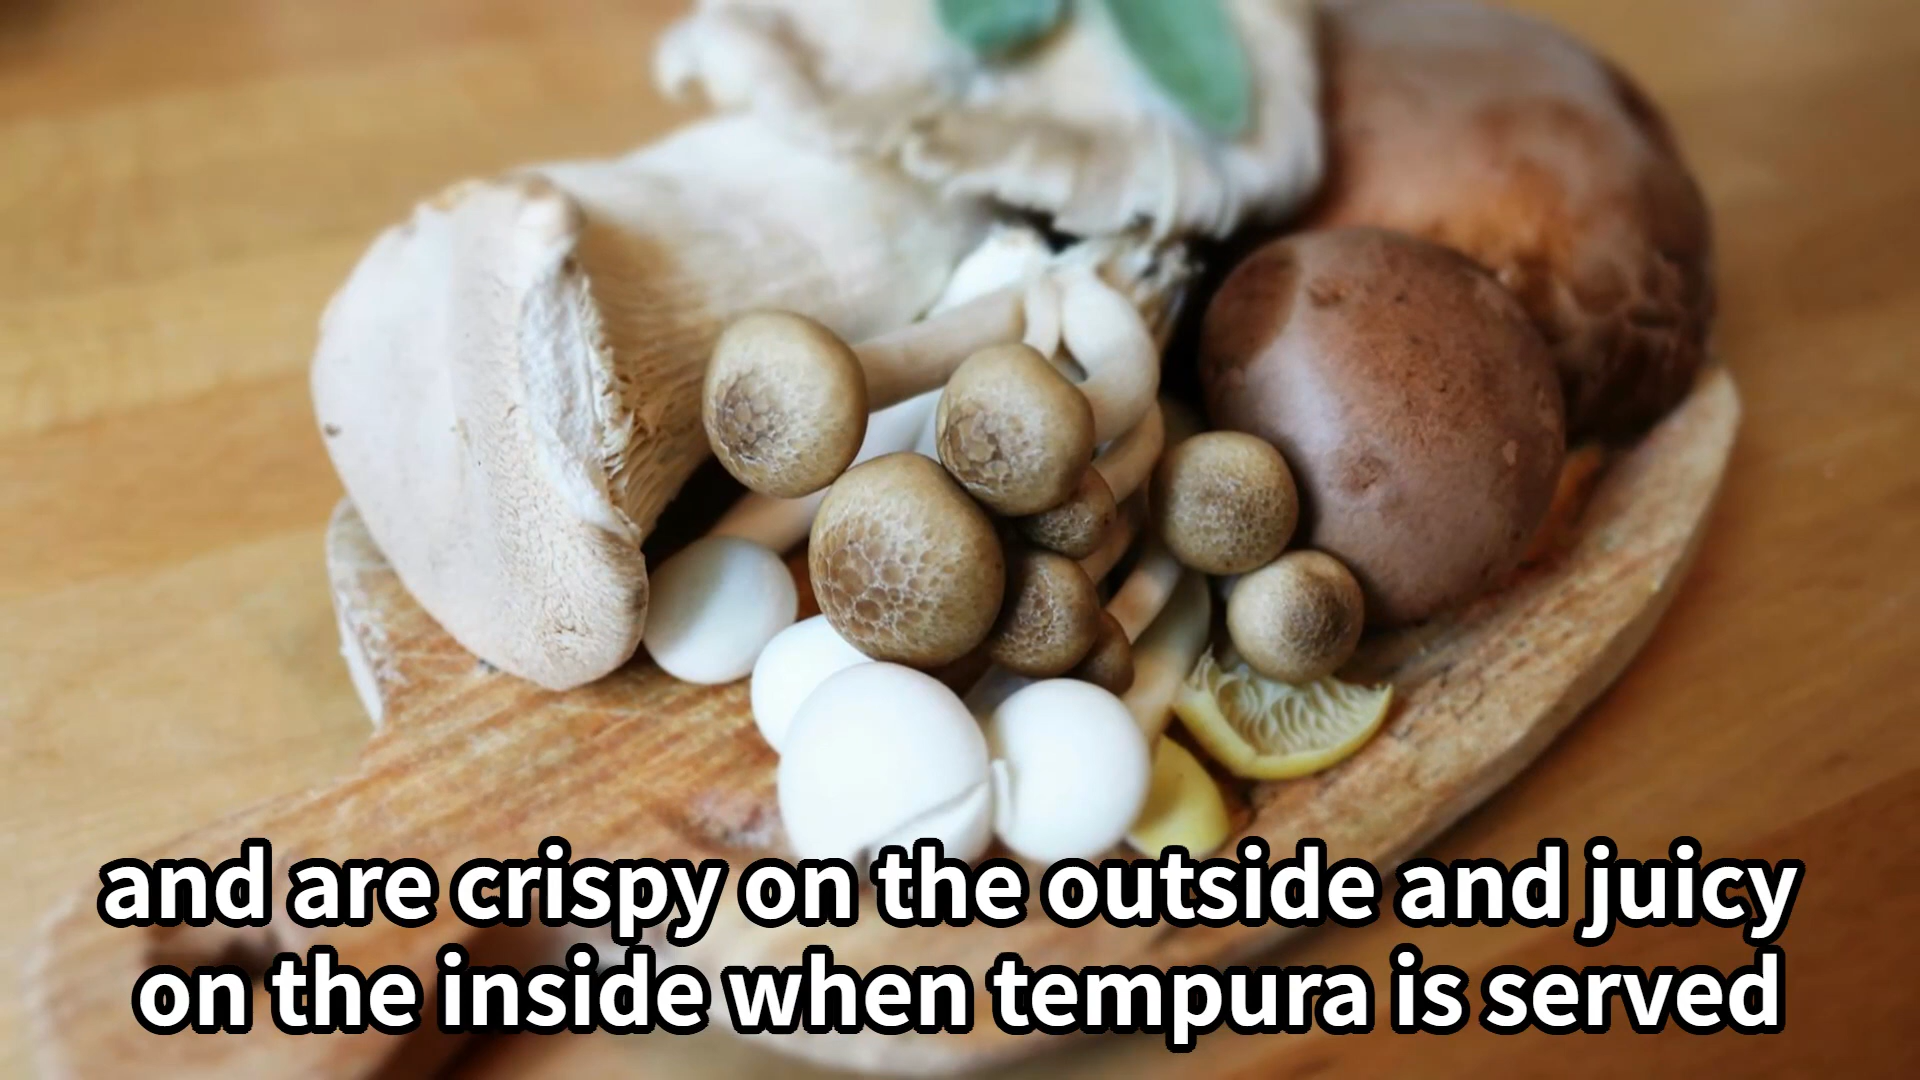 and are crispy on the outside and juicy
on the inside when tempura is served